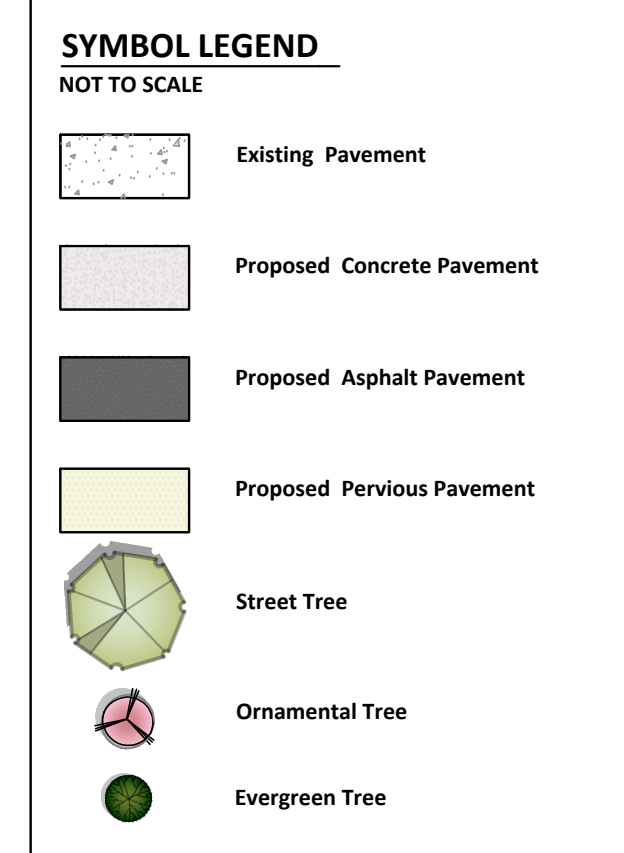 SYMBOL LEGEND
NOT TO SCALE
Existing Pavement
Proposed Concrete Pavement
Proposed Asphalt Pavement
Proposed Pervious Pavement
Street Tree
Ornamental Tree
Evergreen Tree